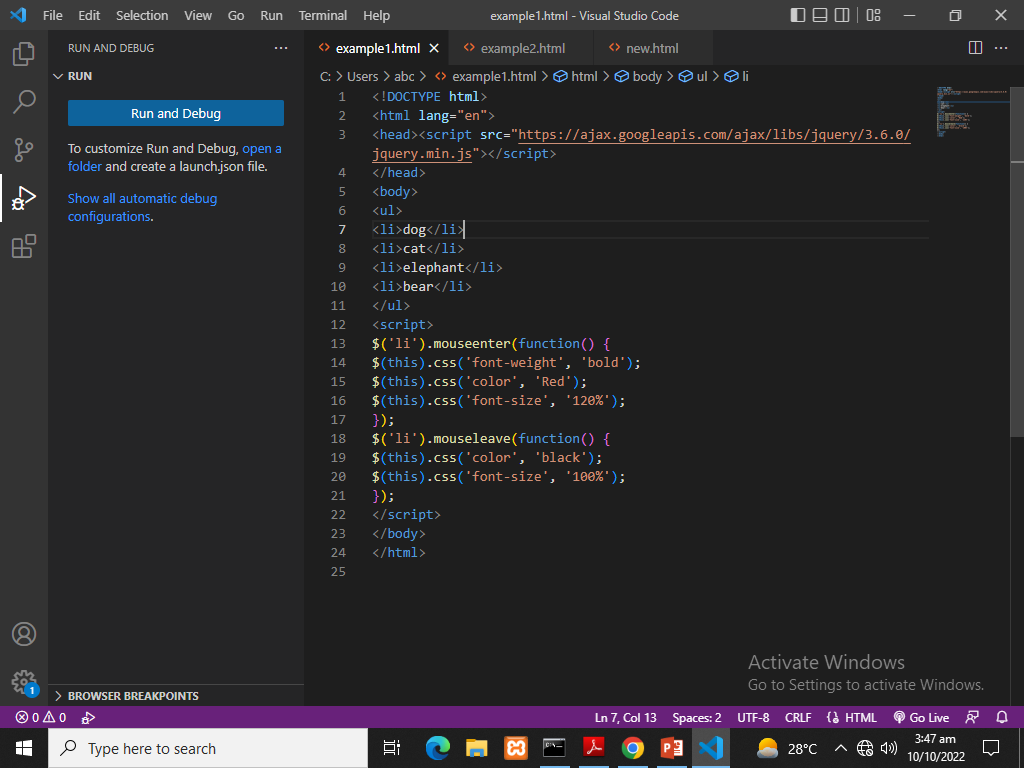 File Edit Selection View Go Run Terminal Help example1.html - Visual Studio Code
RUN AND DEBUG
RUN
Run and Debug
To customize Run and Debug, open a
folder and create a launch.json file.
Show all automatic debug
configurations.
BROWSER BREAKPOINTS
example1.html example2.html new.html
C: > Users > abc > example1.html > html > body > ul > li
1 <!DOCTYPE html>
2 <html lang="en">
3 <head><script src="https://ajax.googleapis.com/ajax/libs/jquery/3.6.0/
jquery.min.js"></script>
4 </head>
5 <body>
6 <ul>
7 <li>dog</li>
8 <li>cat</li>
9 <li>elephant</li>
10 <li>bear</li>
11 </ul>
12 <script>
13 $('li').mouseenter(function() {
14 $(this).css('font-weight', 'bold');
15 $(this).css('color', 'Red');
16 $(this).css('font-size', '120%');
17 });
18 $('li').mouseleave(function() {
19 $(this).css('color', 'black');
20 $(this).css('font-size', '100%');
21 });
22 </script>
23 </body>
24 </html>
25
Activate Windows
Go to Settings to activate Windows.
1
0 0 Ln 7, Col 13 Spaces: 2 UTF-8 CRLF HTML Go Live
Type here to search 28°C 3:47 am
10/10/2022